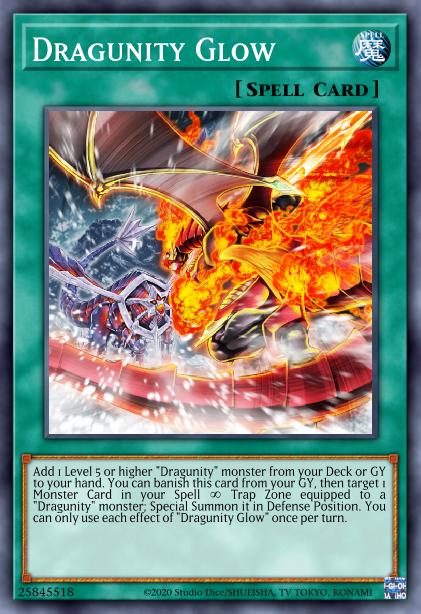 DRAGUNITY GLOW
SPELL
魔
[SPELL CARD]
Add 1 Level 5 or higher "Dragunity" monster from your Deck or GY
to your hand. You can banish this card from your GY, then target 1
Monster Card in your Spell ∞ Trap Zone equipped to a
"Dragunity" monster; Special Summon it in Defense Position. You
can only use each effect of "Dragunity Glow" once per turn.
25845518
©2020 Studio Dice/SHUEISHA, TV TOKYO, KONAMI